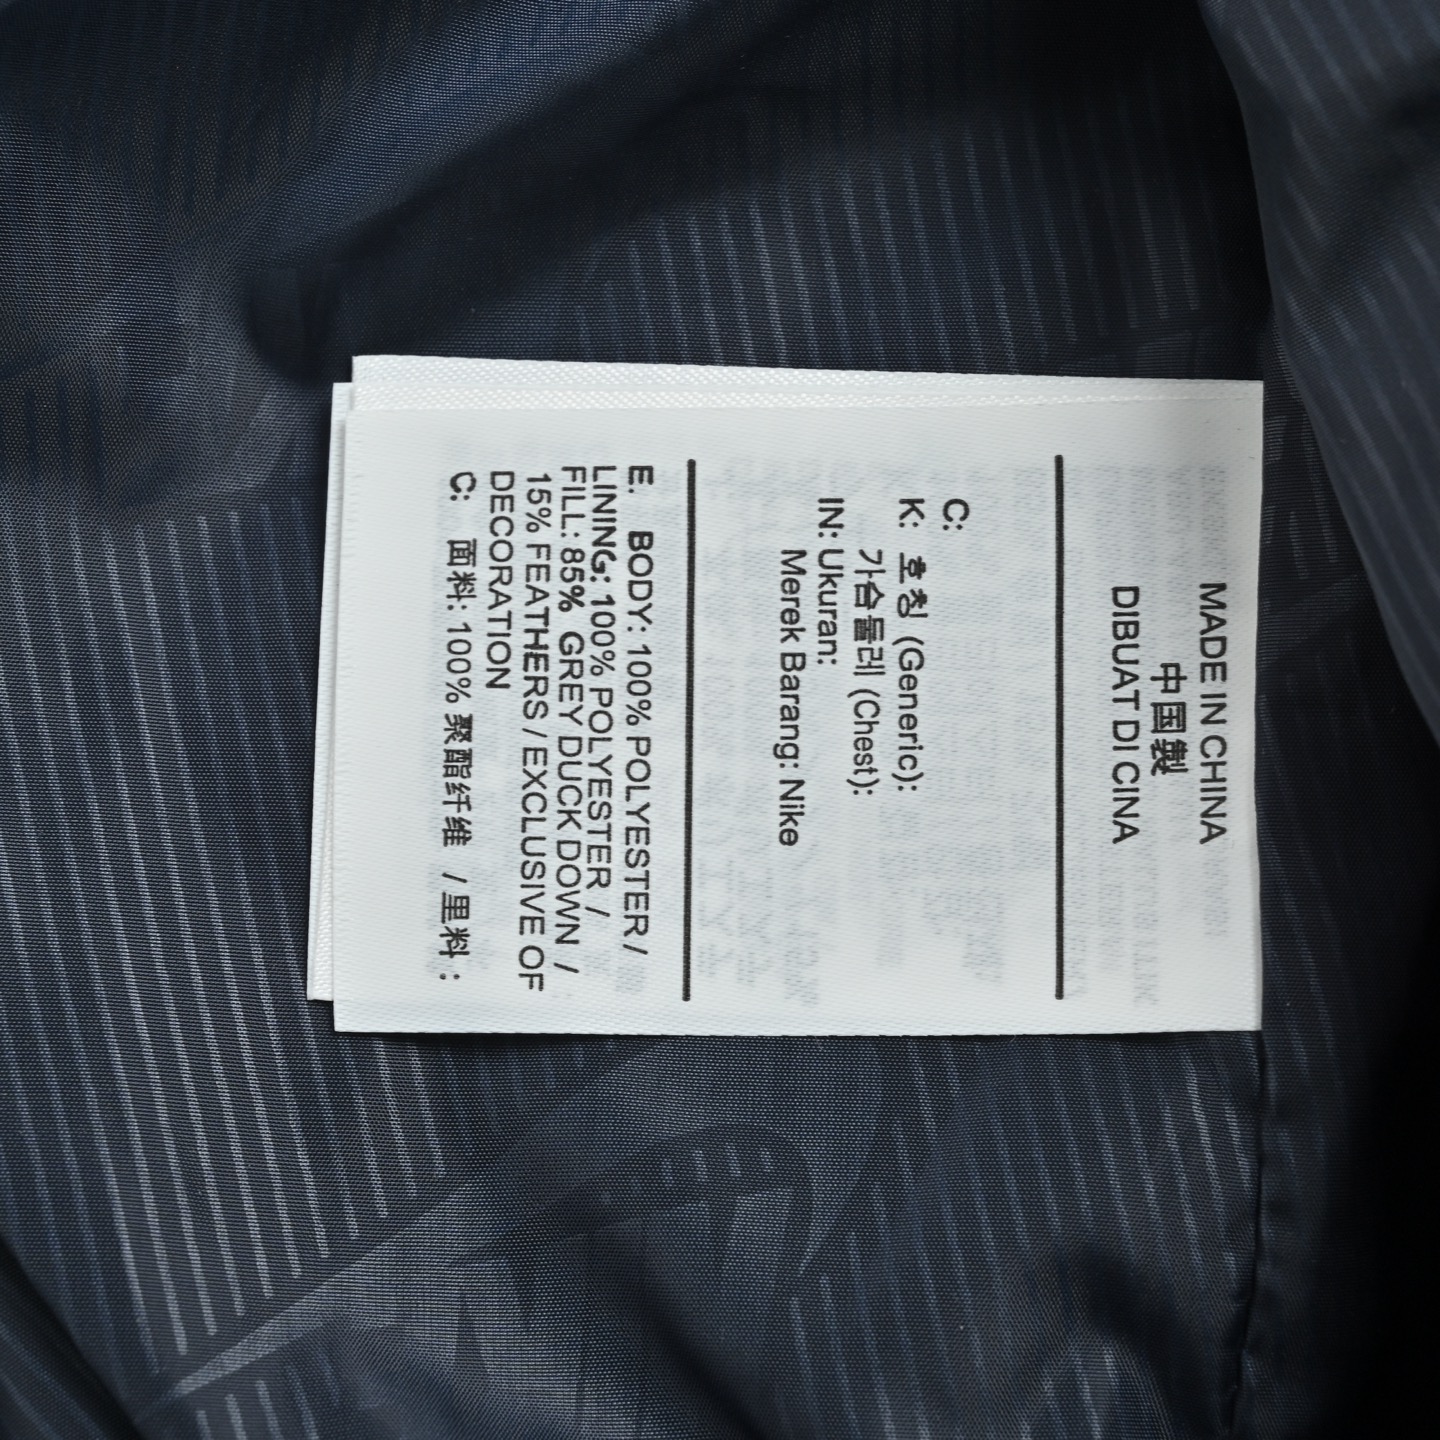 MADE IN CHINA
中国製
DIBUAT DI CINA
C:
K: 호칭 (Generic):
가슴둘레 (Chest):
IN: Ukuran:
Merek Barang: Nike
E. BODY: 100% POLYESTER /
LINING: 100% POLYESTER /
FILL: 85% GREY DUCK DOWN /
15% FEATHERS / EXCLUSIVE OF
DECORATION
C: 面料: 100% 聚酯纤维 / 里料: